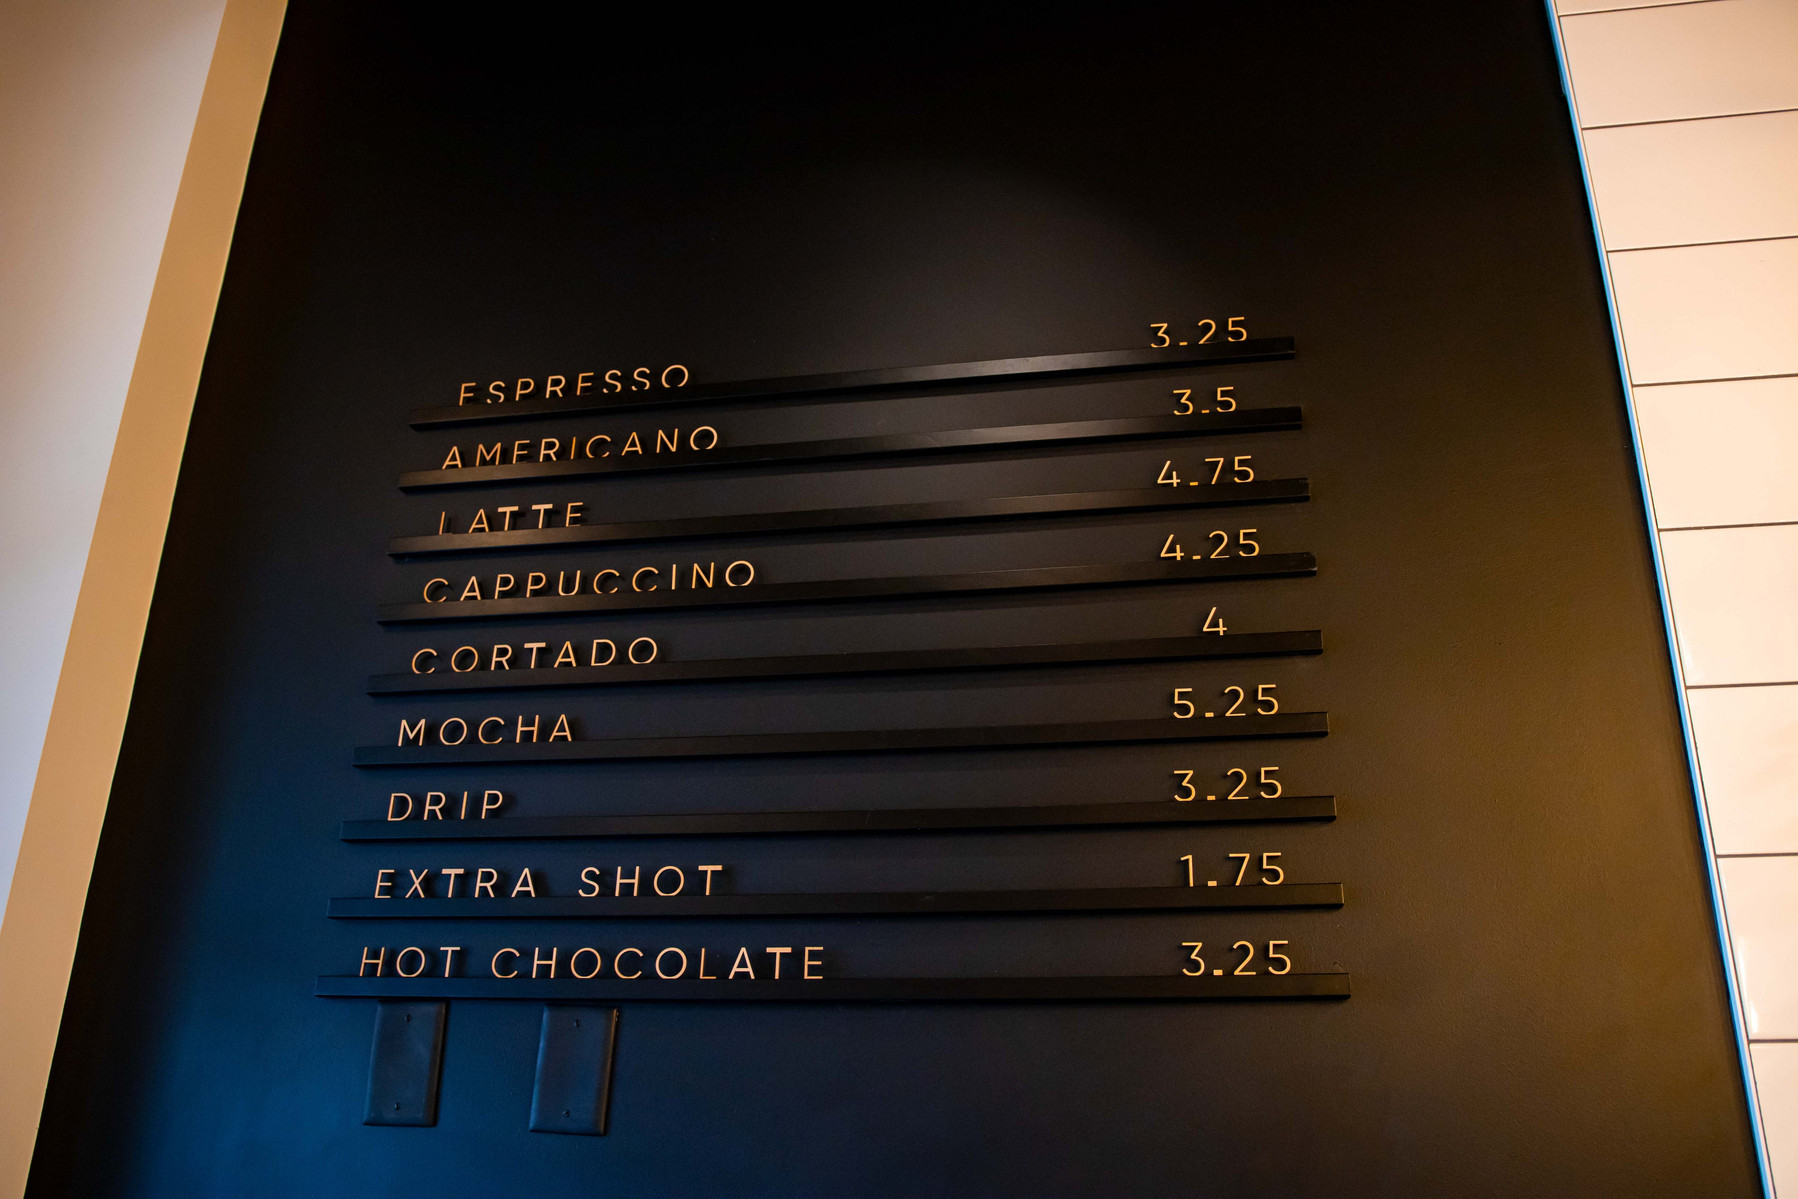 ESPRESSO 3.25
AMERICANO 3.5
LATTE 4.75
CAPPUCCINO 4.25
CORTADO 4
MOCHA 5.25
DRIP 3.25
EXTRA SHOT 1.75
HOT CHOCOLATE 3.25